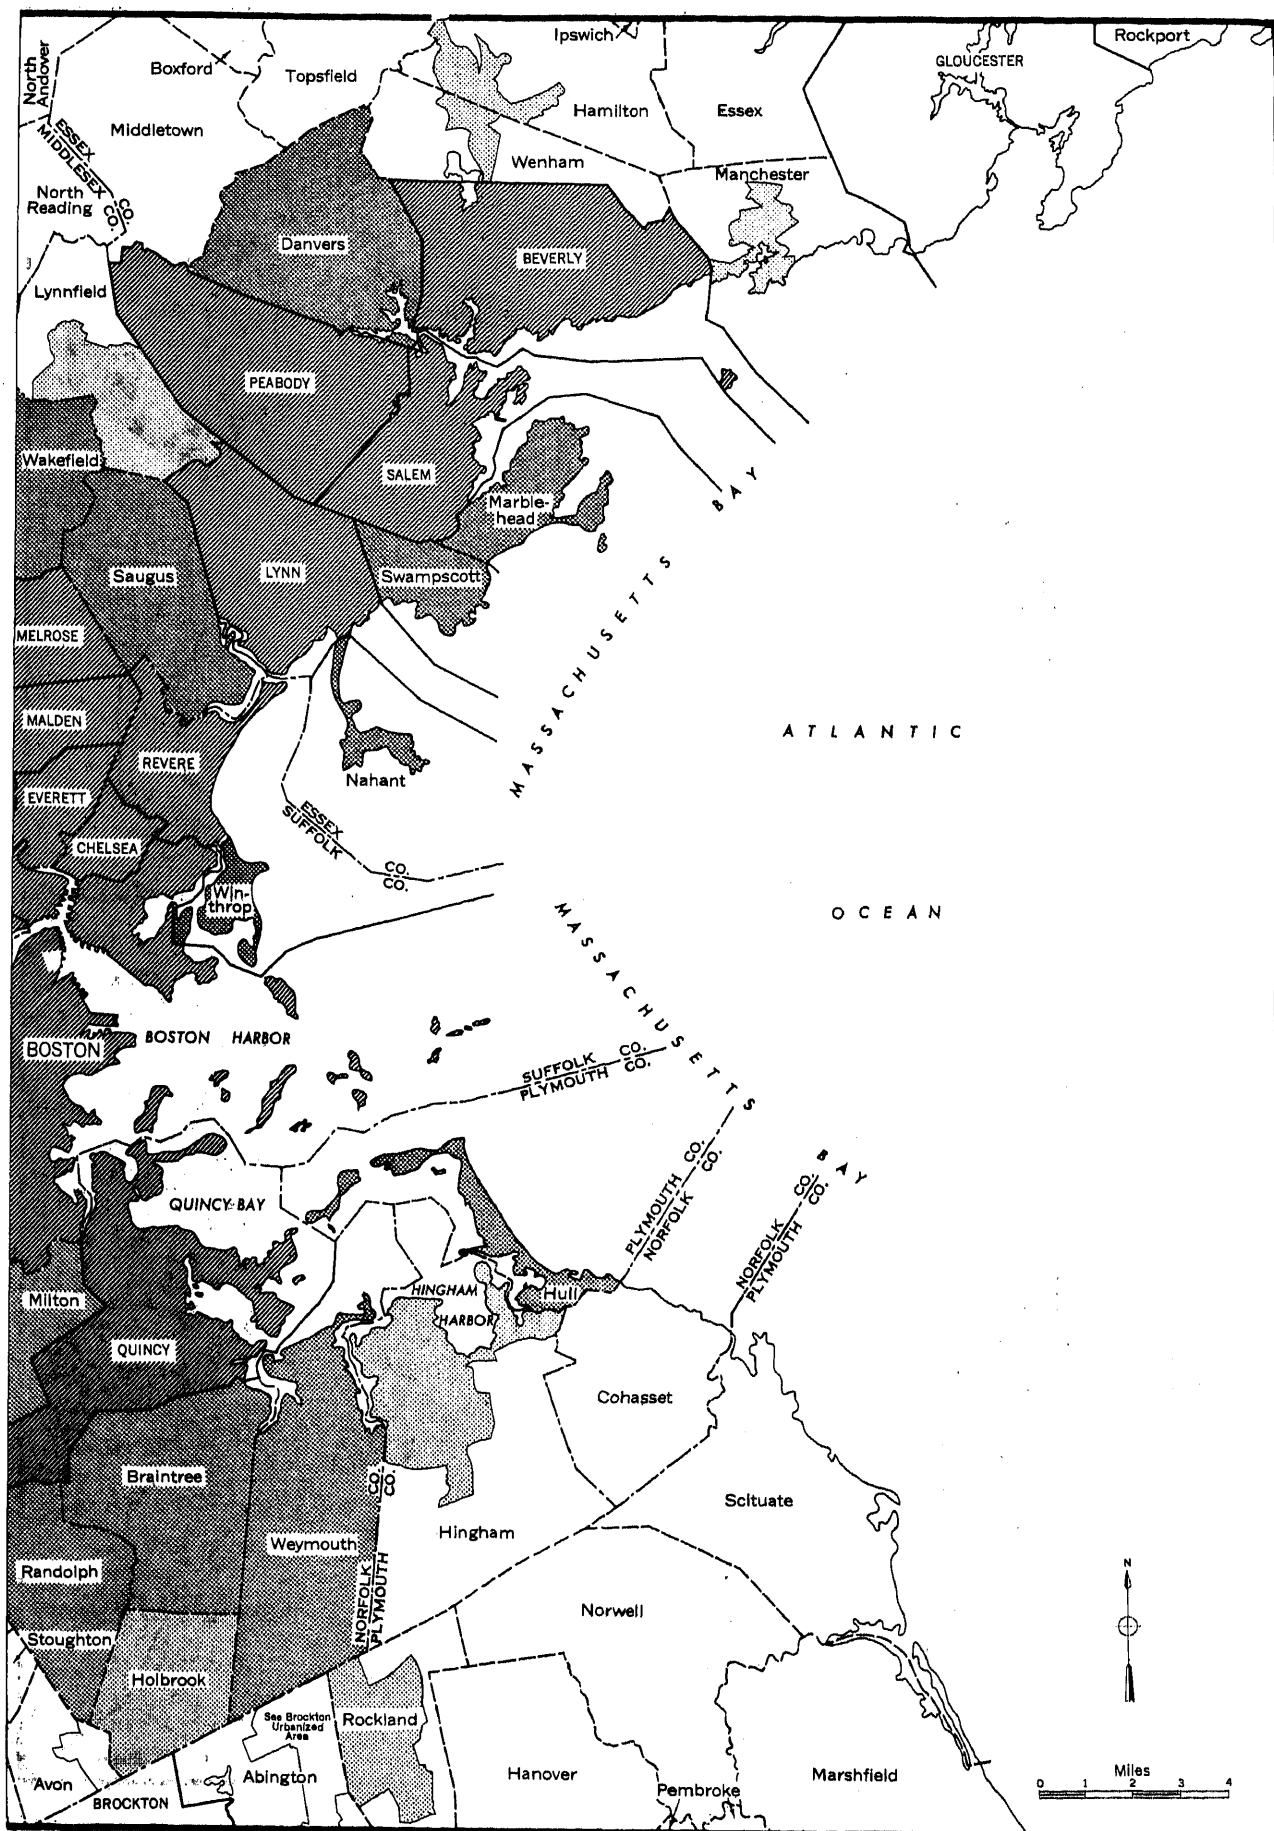 Ipswich
Rockport
North
Andover
Boxford
Topsfield
GLOUCESTER
Hamilton
Essex
Middletown
ESSEX CO.
MIDDLESEX CO.
Wenham
Manchester
North
Reading
Danvers
BEVERLY
Lynnfield
PEABODY
Wakefield
SALEM
Marble-
head
MASSACHUSETTS BAY
Saugus
LYNN
Swampscott
MELROSE
MALDEN
ATLANTIC
REVERE
Nahant
EVERETT
ESSEX CO.
SUFFOLK CO.
CHELSEA
Win-
throp
OCEAN
MASSACHUSETTS BAY
BOSTON
BOSTON HARBOR
SUFFOLK CO.
PLYMOUTH CO.
QUINCY BAY
PLYMOUTH CO.
NORFOLK CO.
NORFOLK CO.
PLYMOUTH CO.
Milton
HINGHAM
HARBOR
Hull
QUINCY
Cohasset
Braintree
NORFOLK CO.
PLYMOUTH CO.
Scituate
Weymouth
Hingham
Randolph
N
Norwell
Stoughton
Holbrook
See Brockton
Urbanized
Area
Rockland
Avon
BROCKTON
Abington
Hanover
Pembroke
Marshfield
Miles
0 1 2 3 4